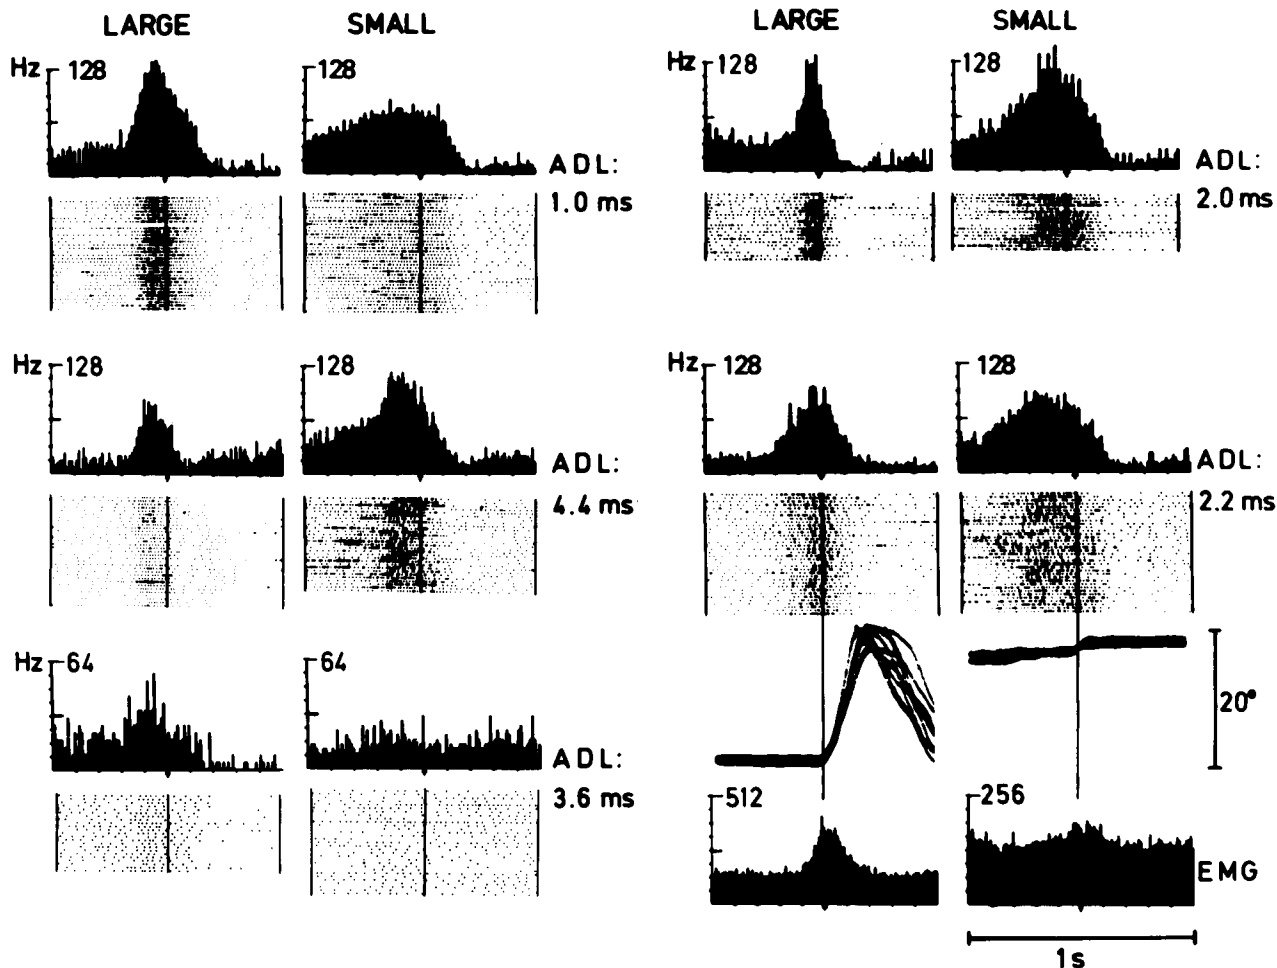 LARGE SMALL
Hz 128 128
ADL:
1.0 ms
Hz 128 128
ADL:
4.4 ms
Hz 64 64
ADL:
3.6 ms
LARGE SMALL
Hz 128 128
ADL:
2.0 ms
Hz 128 128
ADL:
2.2 ms
20°
512 256
EMG
1s